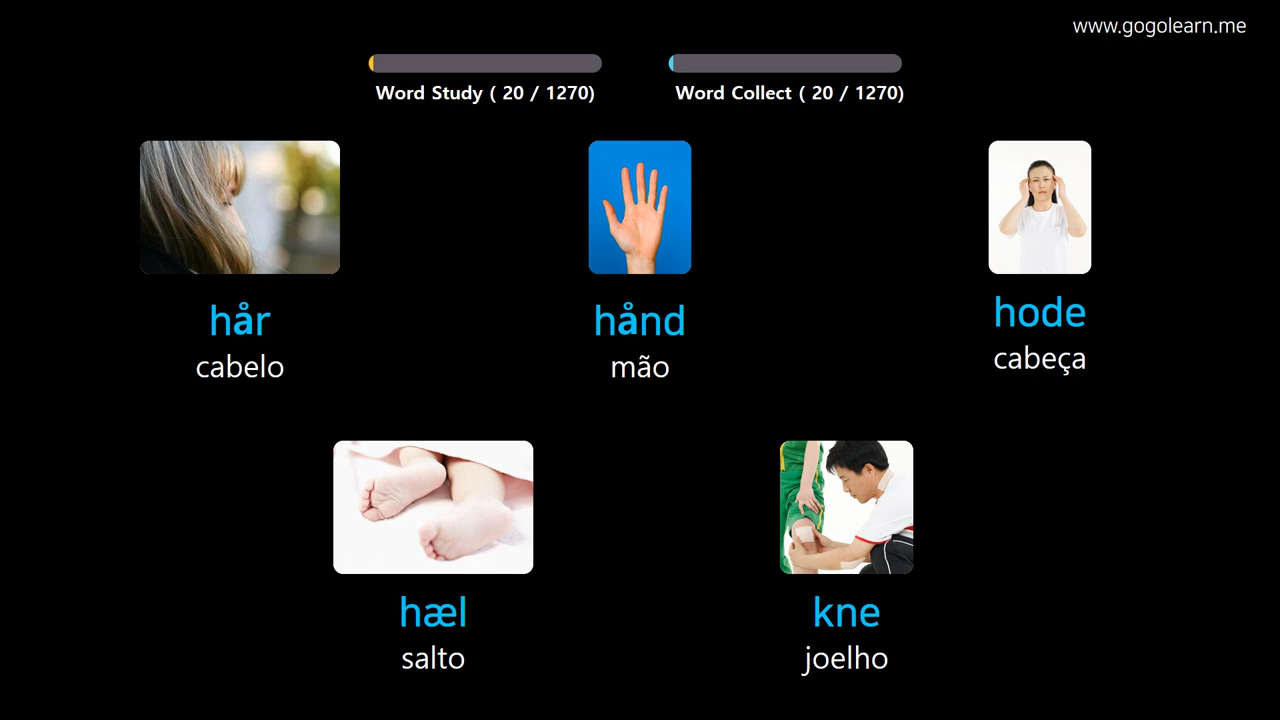 www.gogolearn.me
Word Study ( 20 / 1270)
Word Collect ( 20 / 1270)
hår
cabelo
hånd
mão
hode
cabeça
hæl
salto
kne
joelho